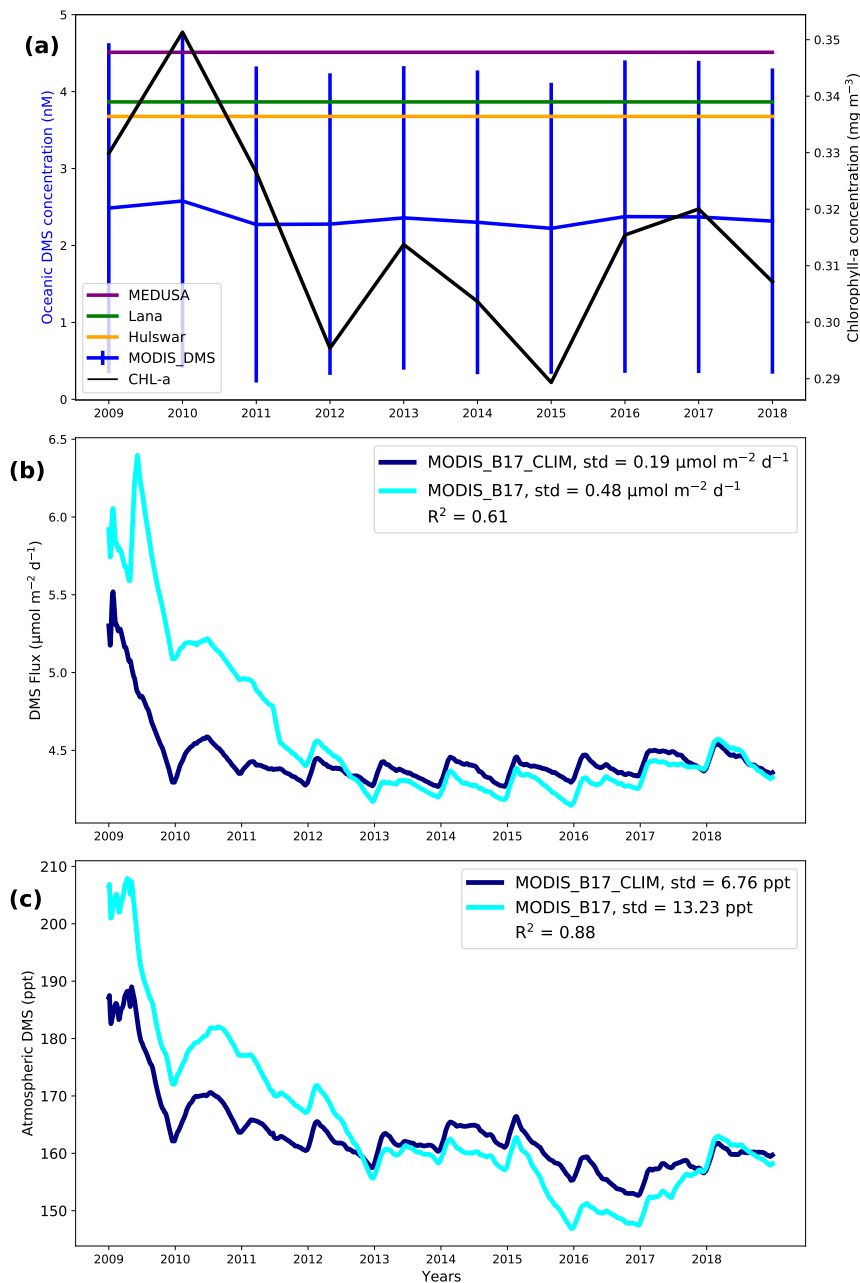 (a)
Oceanic DMS concentration (nM)
5
4
3
2
1
0
0.35
0.34
0.33
0.32
0.31
0.30
0.29
Chlorophyll-a concentration (mg m⁻³)
MEDUSA
Lana
Hulswar
MODIS_DMS
CHL-a
2009 2010 2011 2012 2013 2014 2015 2016 2017 2018
(b)
DMS Flux (μmol m⁻² d⁻¹)
6.5
6.0
5.5
5.0
4.5
MODIS_B17_CLIM, std = 0.19 μmol m⁻² d⁻¹
MODIS_B17, std = 0.48 μmol m⁻² d⁻¹
R² = 0.61
2009 2010 2011 2012 2013 2014 2015 2016 2017 2018
(c)
Atmospheric DMS (ppt)
210
200
190
180
170
160
150
MODIS_B17_CLIM, std = 6.76 ppt
MODIS_B17, std = 13.23 ppt
R² = 0.88
2009 2010 2011 2012 2013 2014 2015 2016 2017 2018
Years